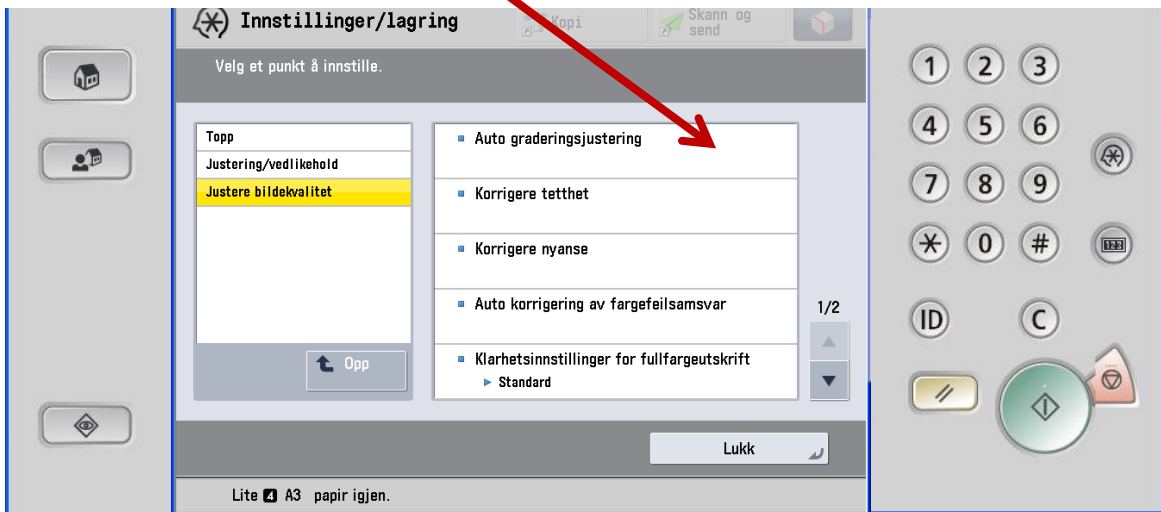 Innstillinger/lagring
Kopi
Skann og
send
Velg et punkt å innstille.
Topp
Justering/vedlikehold
Justere bildekvalitet
Opp
Auto graderingsjustering
Korrigere tetthet
Korrigere nyanse
Auto korrigering av fargefeilsamsvar
Klarhetsinnstillinger for fullfargeutskrift
Standard
1/2
Lukk
Lite 4 A3 papir igjen.
1 2 3
4 5 6
7 8 9
* 0 #
123
ID C